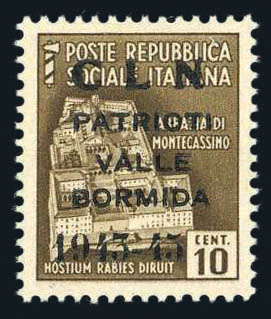 POSTE REPUBBLICA
SOCIALE ITALIANA
C L N
PATRIOTI
L'ABBAZIA DI
MONTECASSINO
VALLE
BORMIDA
1943-45
CENT.
10
HOSTIUM RABIES DIRUIT